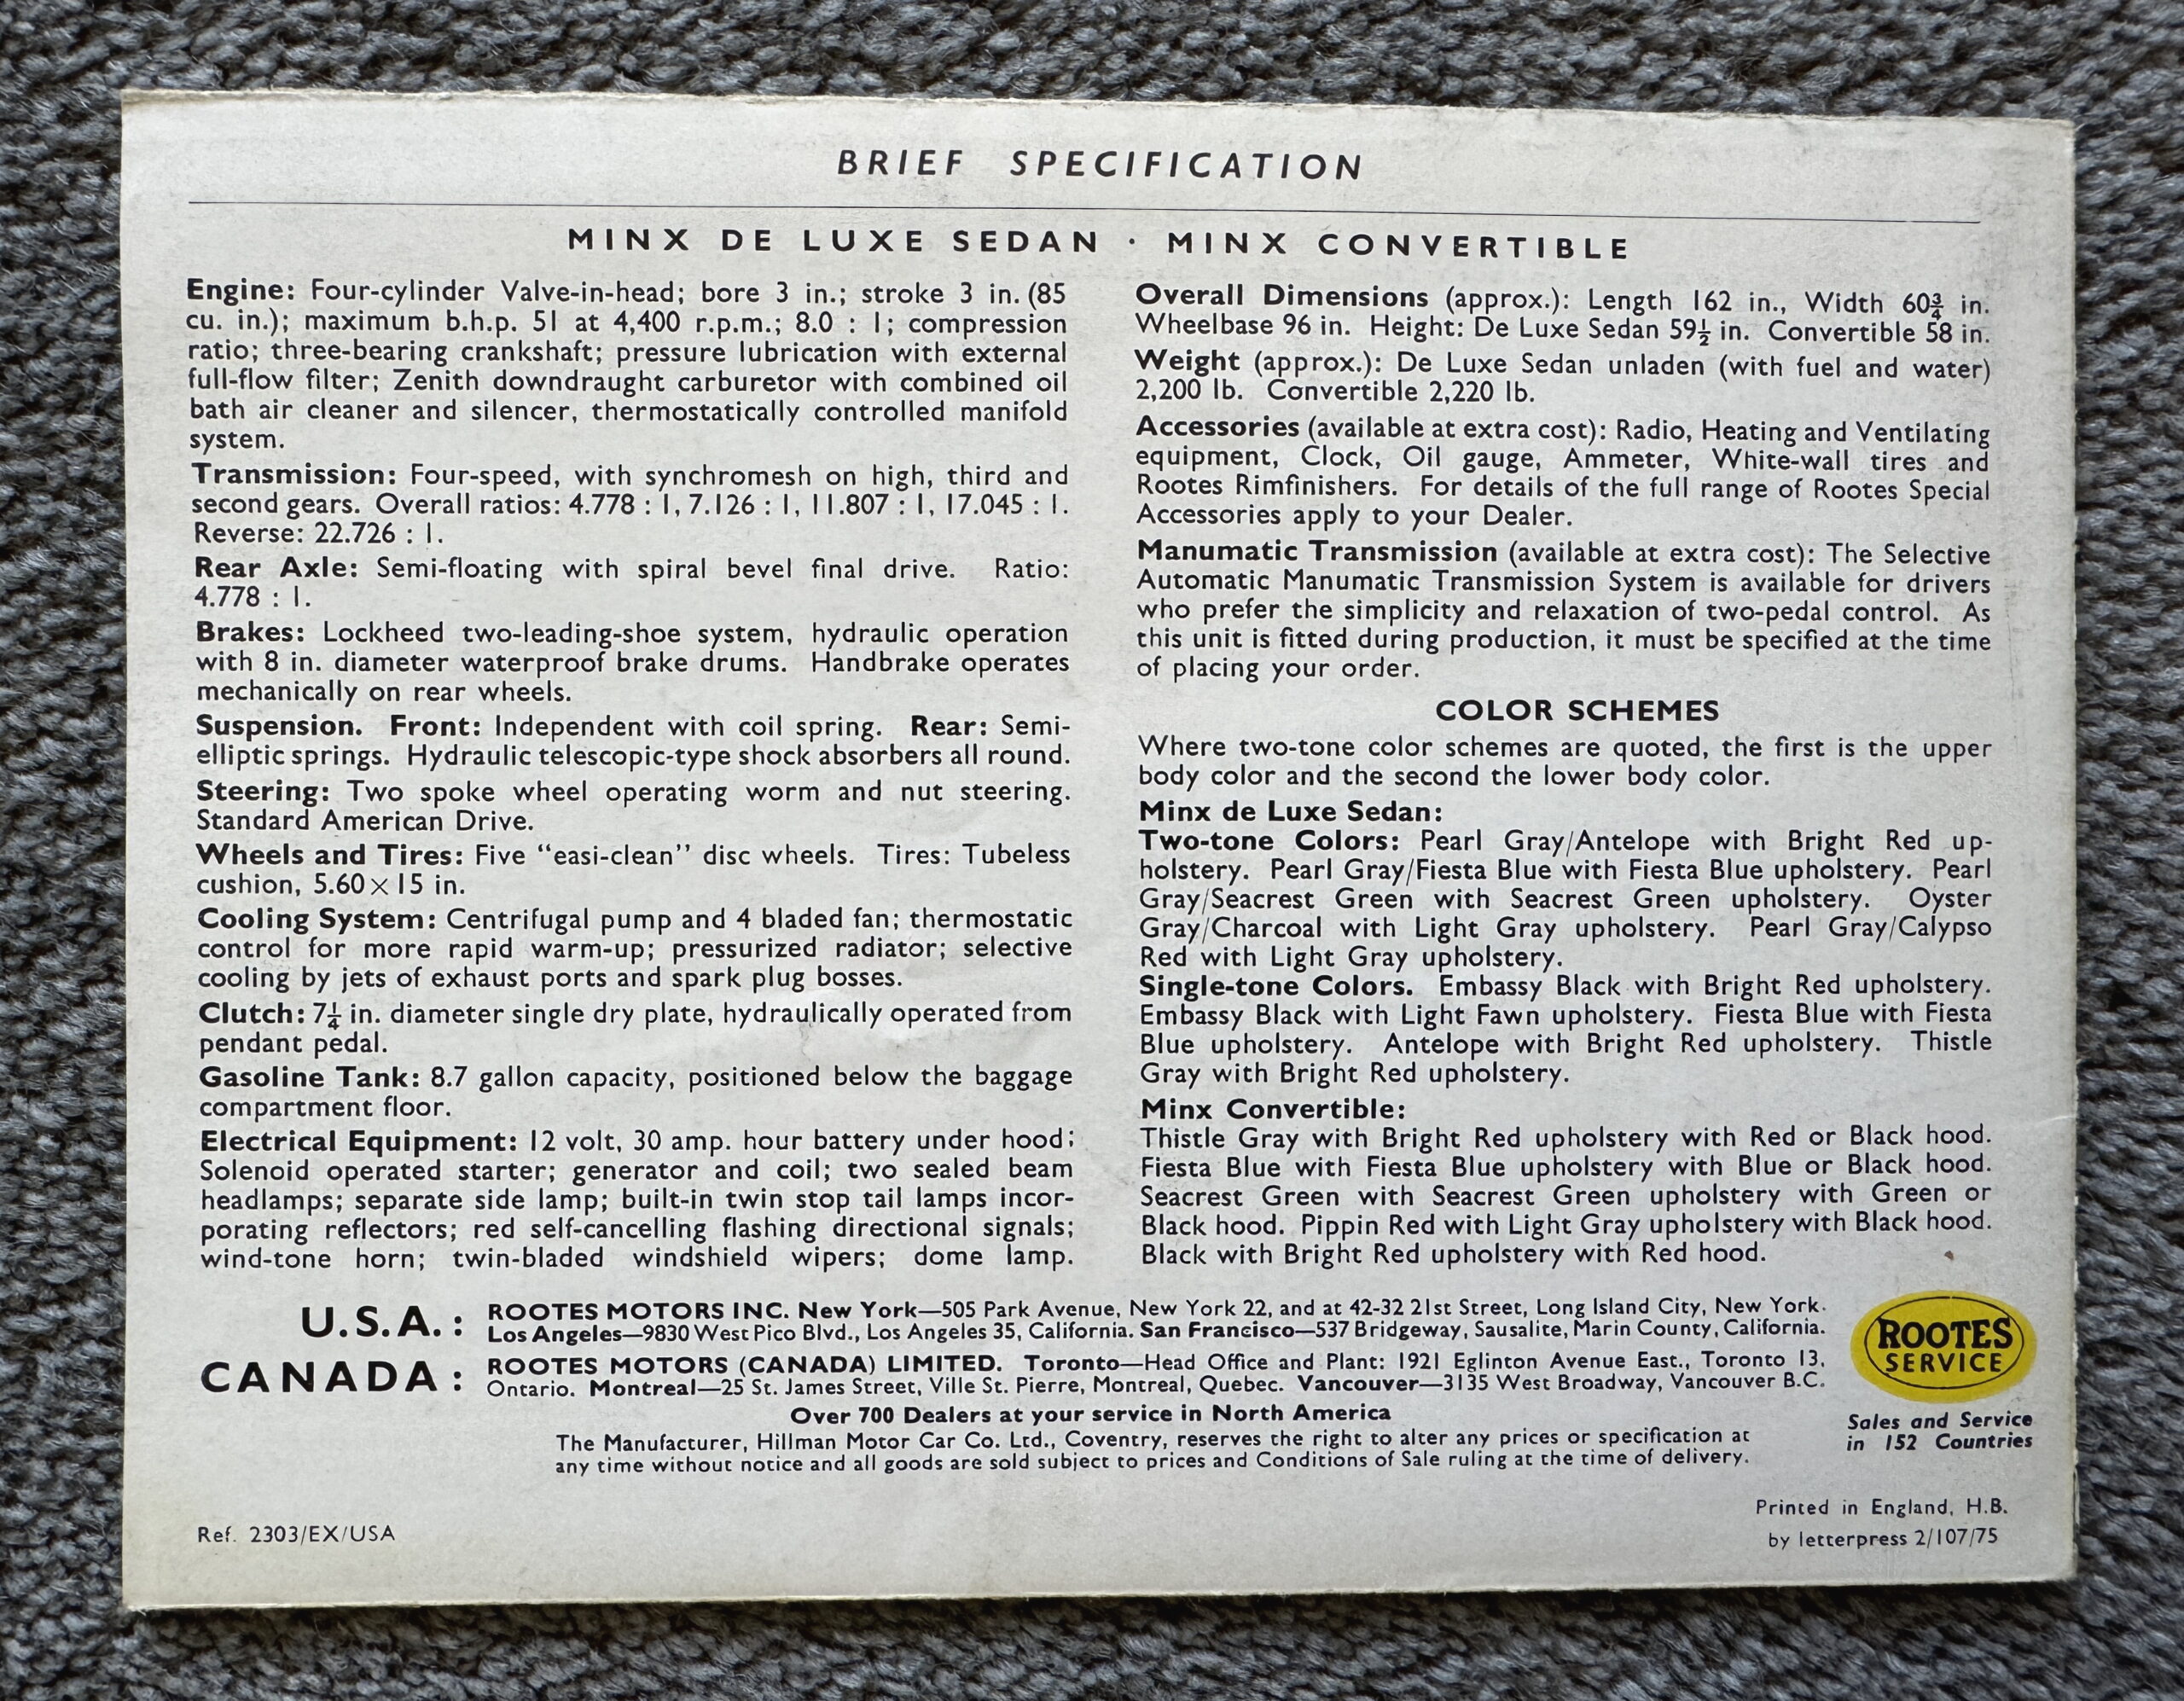 BRIEF SPECIFICATION
MINX DE LUXE SEDAN · MINX CONVERTIBLE
Engine: Four-cylinder Valve-in-head; bore 3 in.; stroke 3 in. (85
cu. in.); maximum b.h.p. 51 at 4,400 r.p.m.; 8.0 : 1; compression
ratio; three-bearing crankshaft; pressure lubrication with external
full-flow filter; Zenith downdraught carburetor with combined oil
bath air cleaner and silencer, thermostatically controlled manifold
system.
Transmission: Four-speed, with synchromesh on high, third and
second gears. Overall ratios: 4.778 : 1, 7.126 : 1, 11.807 : 1, 17.045 : 1.
Reverse: 22.726 : 1.
Rear Axle: Semi-floating with spiral bevel final drive. Ratio:
4.778 : 1.
Brakes: Lockheed two-leading-shoe system, hydraulic operation
with 8 in. diameter waterproof brake drums. Handbrake operates
mechanically on rear wheels.
Suspension. Front: Independent with coil spring. Rear: Semi-
elliptic springs. Hydraulic telescopic-type shock absorbers all round.
Steering: Two spoke wheel operating worm and nut steering.
Standard American Drive.
Wheels and Tires: Five “easi-clean” disc wheels. Tires: Tubeless
cushion, 5.60 × 15 in.
Cooling System: Centrifugal pump and 4 bladed fan; thermostatic
control for more rapid warm-up; pressurized radiator; selective
cooling by jets of exhaust ports and spark plug bosses.
Clutch: 7¼ in. diameter single dry plate, hydraulically operated from
pendant pedal.
Gasoline Tank: 8.7 gallon capacity, positioned below the baggage
compartment floor.
Electrical Equipment: 12 volt, 30 amp. hour battery under hood;
Solenoid operated starter; generator and coil; two sealed beam
headlamps; separate side lamp; built-in twin stop tail lamps incor-
porating reflectors; red self-cancelling flashing directional signals;
wind-tone horn; twin-bladed windshield wipers; dome lamp.
Overall Dimensions (approx.): Length 162 in., Width 60¾ in.
Wheelbase 96 in. Height: De Luxe Sedan 59½ in. Convertible 58 in.
Weight (approx.): De Luxe Sedan unladen (with fuel and water)
2,200 lb. Convertible 2,220 lb.
Accessories (available at extra cost): Radio, Heating and Ventilating
equipment, Clock, Oil gauge, Ammeter, White-wall tires and
Rootes Rimfinishers. For details of the full range of Rootes Special
Accessories apply to your Dealer.
Manumatic Transmission (available at extra cost): The Selective
Automatic Manumatic Transmission System is available for drivers
who prefer the simplicity and relaxation of two-pedal control. As
this unit is fitted during production, it must be specified at the time
of placing your order.
COLOR SCHEMES
Where two-tone color schemes are quoted, the first is the upper
body color and the second the lower body color.
Minx de Luxe Sedan:
Two-tone Colors: Pearl Gray/Antelope with Bright Red up-
holstery. Pearl Gray/Fiesta Blue with Fiesta Blue upholstery. Pearl
Gray/Seacrest Green with Seacrest Green upholstery. Oyster
Gray/Charcoal with Light Gray upholstery. Pearl Gray/Calypso
Red with Light Gray upholstery.
Single-tone Colors. Embassy Black with Bright Red upholstery.
Embassy Black with Light Fawn upholstery. Fiesta Blue with Fiesta
Blue upholstery. Antelope with Bright Red upholstery. Thistle
Gray with Bright Red upholstery.
Minx Convertible:
Thistle Gray with Bright Red upholstery with Red or Black hood.
Fiesta Blue with Fiesta Blue upholstery with Blue or Black hood.
Seacrest Green with Seacrest Green upholstery with Green or
Black hood. Pippin Red with Light Gray upholstery with Black hood.
Black with Bright Red upholstery with Red hood.
U.S.A.: ROOTES MOTORS INC. New York—505 Park Avenue, New York 22, and at 42-32 21st Street, Long Island City, New York.
Los Angeles—9830 West Pico Blvd., Los Angeles 35, California. San Francisco—537 Bridgeway, Sausalite, Marin County, California.
CANADA: ROOTES MOTORS (CANADA) LIMITED. Toronto—Head Office and Plant: 1921 Eglinton Avenue East., Toronto 13,
Ontario. Montreal—25 St. James Street, Ville St. Pierre, Montreal, Quebec. Vancouver—3135 West Broadway, Vancouver B.C.
Over 700 Dealers at your service in North America
The Manufacturer, Hillman Motor Car Co. Ltd., Coventry, reserves the right to alter any prices or specification at
any time without notice and all goods are sold subject to prices and Conditions of Sale ruling at the time of delivery.
ROOTES
SERVICE
Sales and Service
in 152 Countries
Ref. 2303/EX/USA
Printed in England, H.B.
by letterpress 2/107/75